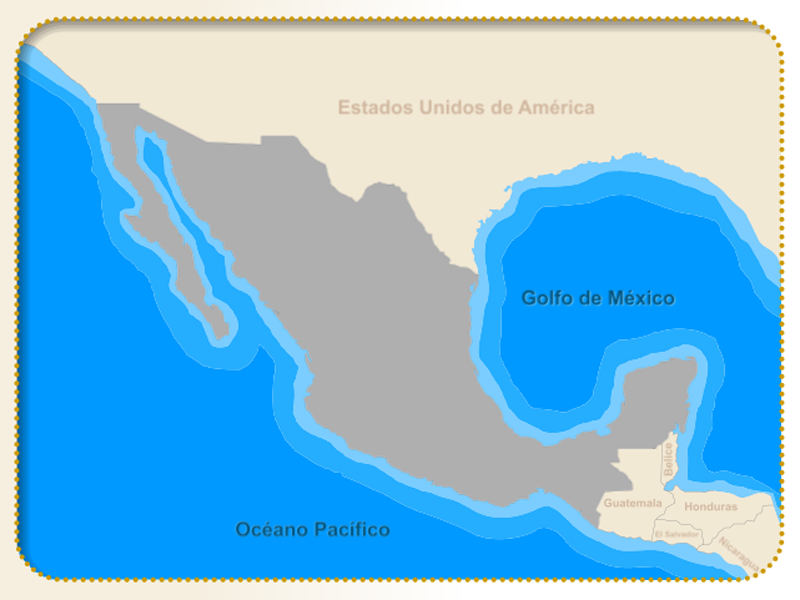 Estados Unidos de América
Golfo de México
Belice
Guatemala
Honduras
El Salvador
Nicaragua
Océano Pacífico